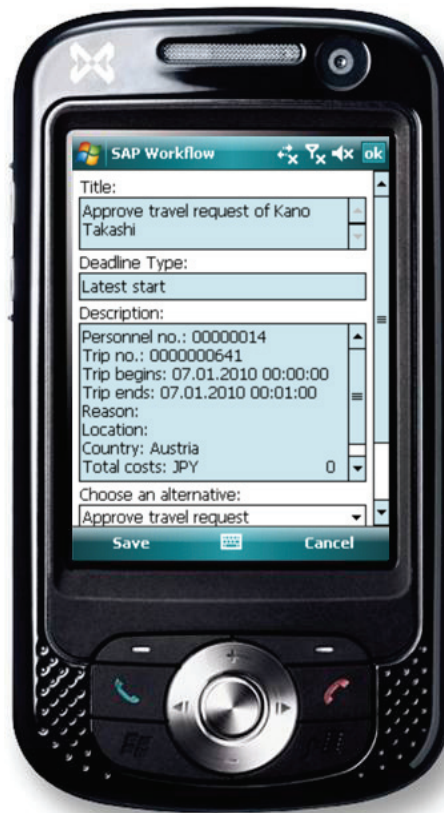 SAP Workflow
ok
Title:
Approve travel request of Kano
Takashi
Deadline Type:
Latest start
Description:
Personnel no.: 00000014
Trip no.: 0000000641
Trip begins: 07.01.2010 00:00:00
Trip ends: 07.01.2010 00:01:00
Reason:
Location:
Country: Austria
Total costs: JPY 0
Choose an alternative:
Approve travel request
Save
Cancel